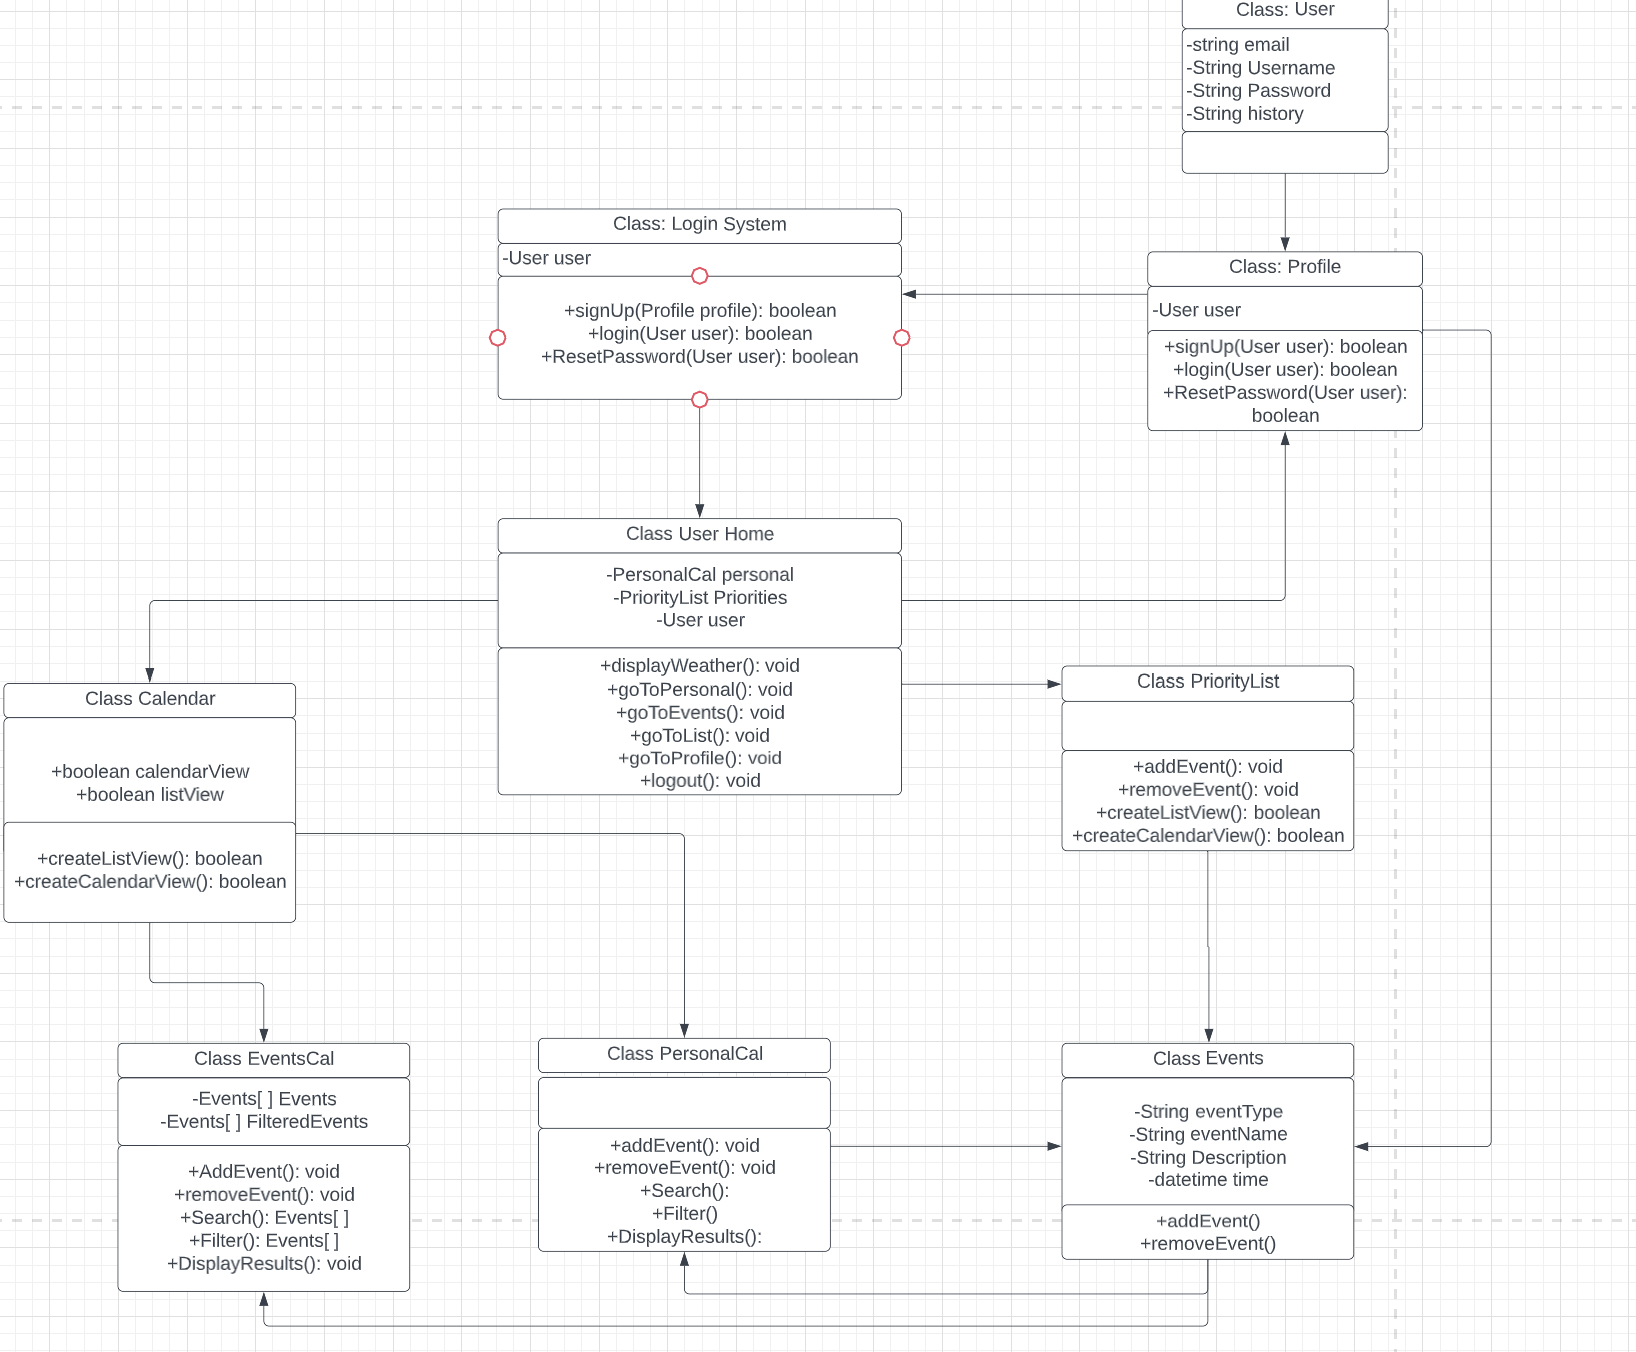 Class: User
-string email
-String Username
-String Password
-String history
Class: Login System
-User user
+signUp(Profile profile): boolean
+login(User user): boolean
+ResetPassword(User user): boolean
Class: Profile
-User user
+signUp(User user): boolean
+login(User user): boolean
+ResetPassword(User user):
boolean
Class User Home
-PersonalCal personal
-PriorityList Priorities
-User user
+displayWeather(): void
+goToPersonal(): void
+goToEvents(): void
+goToList(): void
+goToProfile(): void
+logout(): void
Class Calendar
+boolean calendarView
+boolean listView
+createListView(): boolean
+createCalendarView(): boolean
Class PriorityList
+addEvent(): void
+removeEvent(): void
+createListView(): boolean
+createCalendarView(): boolean
Class EventsCal
-Events[ ] Events
-Events[ ] FilteredEvents
+AddEvent(): void
+removeEvent(): void
+Search(): Events[ ]
+Filter(): Events[ ]
+DisplayResults(): void
Class PersonalCal
+addEvent(): void
+removeEvent(): void
+Search():
+Filter()
+DisplayResults():
Class Events
-String eventType
-String eventName
-String Description
-datetime time
+addEvent()
+removeEvent()